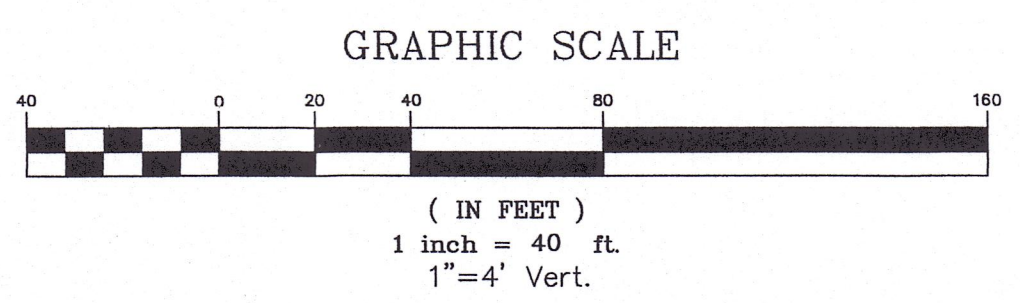 GRAPHIC SCALE
40 0 20 40 80 160
( IN FEET )
1 inch = 40 ft.
1"=4' Vert.